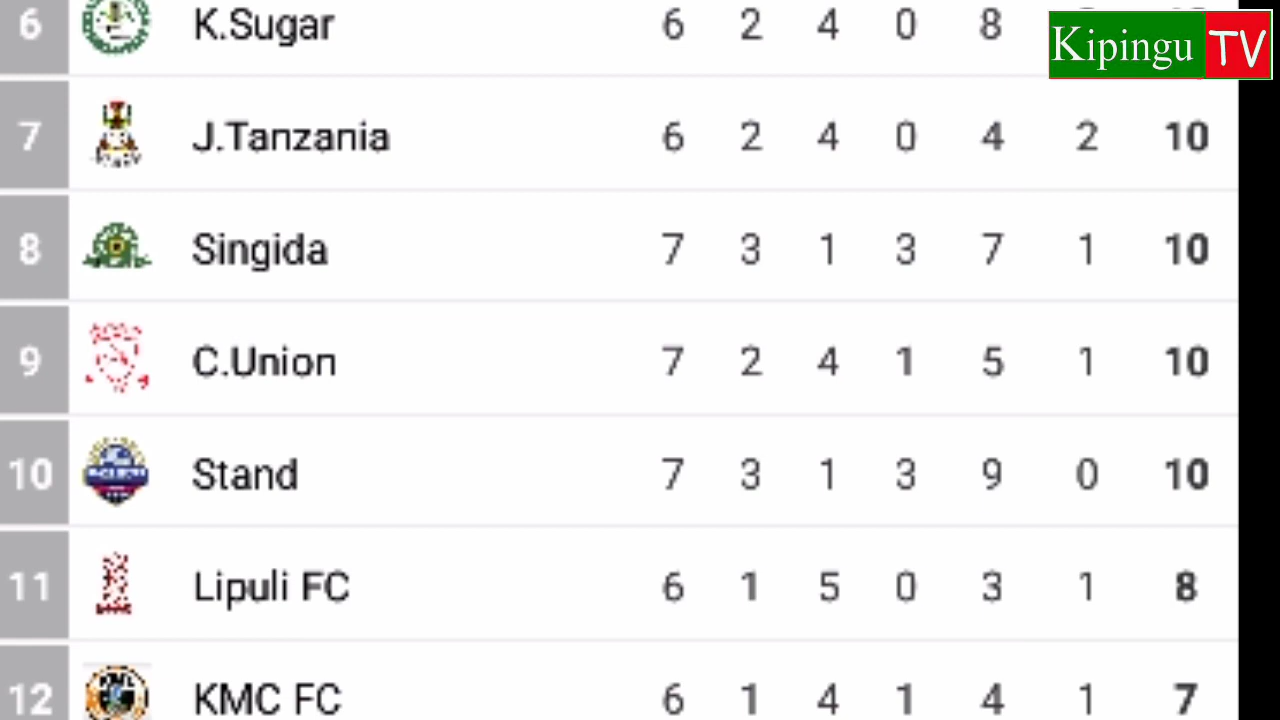 6 K.Sugar 6 2 4 0 8
Kipingu TV
7 J.Tanzania 6 2 4 0 4 2 10
8 Singida 7 3 1 3 7 1 10
9 C.Union 7 2 4 1 5 1 10
10 Stand 7 3 1 3 9 0 10
11 Lipuli FC 6 1 5 0 3 1 8
12 KMC FC 6 1 4 1 4 1 7